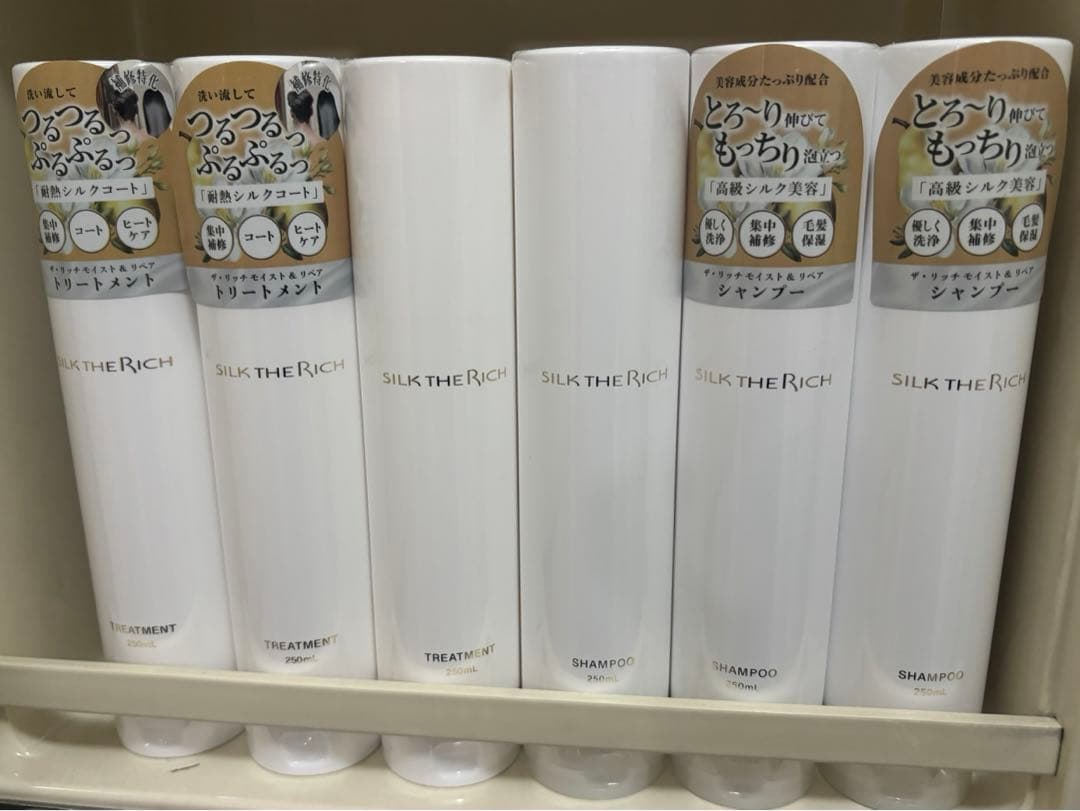 補修特化
洗い流して
つるつるっ
ぷるぷるっ
「耐熱シルクコート」
集中
補修
コート
ヒート
ケア
ザ・リッチモイスト&リペア
トリートメント
SILK THE RICH
TREATMENT
250mL
補修特化
洗い流して
つるつるっ
ぷるぷるっ
「耐熱シルクコート」
集中
補修
コート
ヒート
ケア
ザ・リッチモイスト&リペア
トリートメント
SILK THE RICH
TREATMENT
250mL
SILK THE RICH
TREATMENT
250mL
SILK THE RICH
SHAMPOO
250mL
美容成分たっぷり配合
とろ〜り伸びて
もっちり泡立つ
「高級シルク美容」
優しく
洗浄
集中
補修
毛髪
保湿
ザ・リッチモイスト&リペア
シャンプー
SILK THE RICH
SHAMPOO
250mL
美容成分たっぷり配合
とろ〜り伸びて
もっちり泡立つ
「高級シルク美容」
優しく
洗浄
集中
補修
毛髪
保湿
ザ・リッチモイスト&リペア
シャンプー
SILK THE RICH
SHAMPOO
250mL